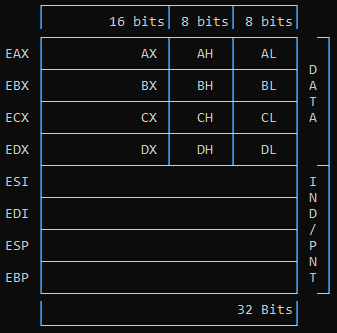 16 bits 8 bits 8 bits
EAX AX AH AL
EBX BX BH BL
ECX CX CH CL
EDX DX DH DL
DATA
ESI
EDI
ESP
EBP
IND/PNT
32 Bits